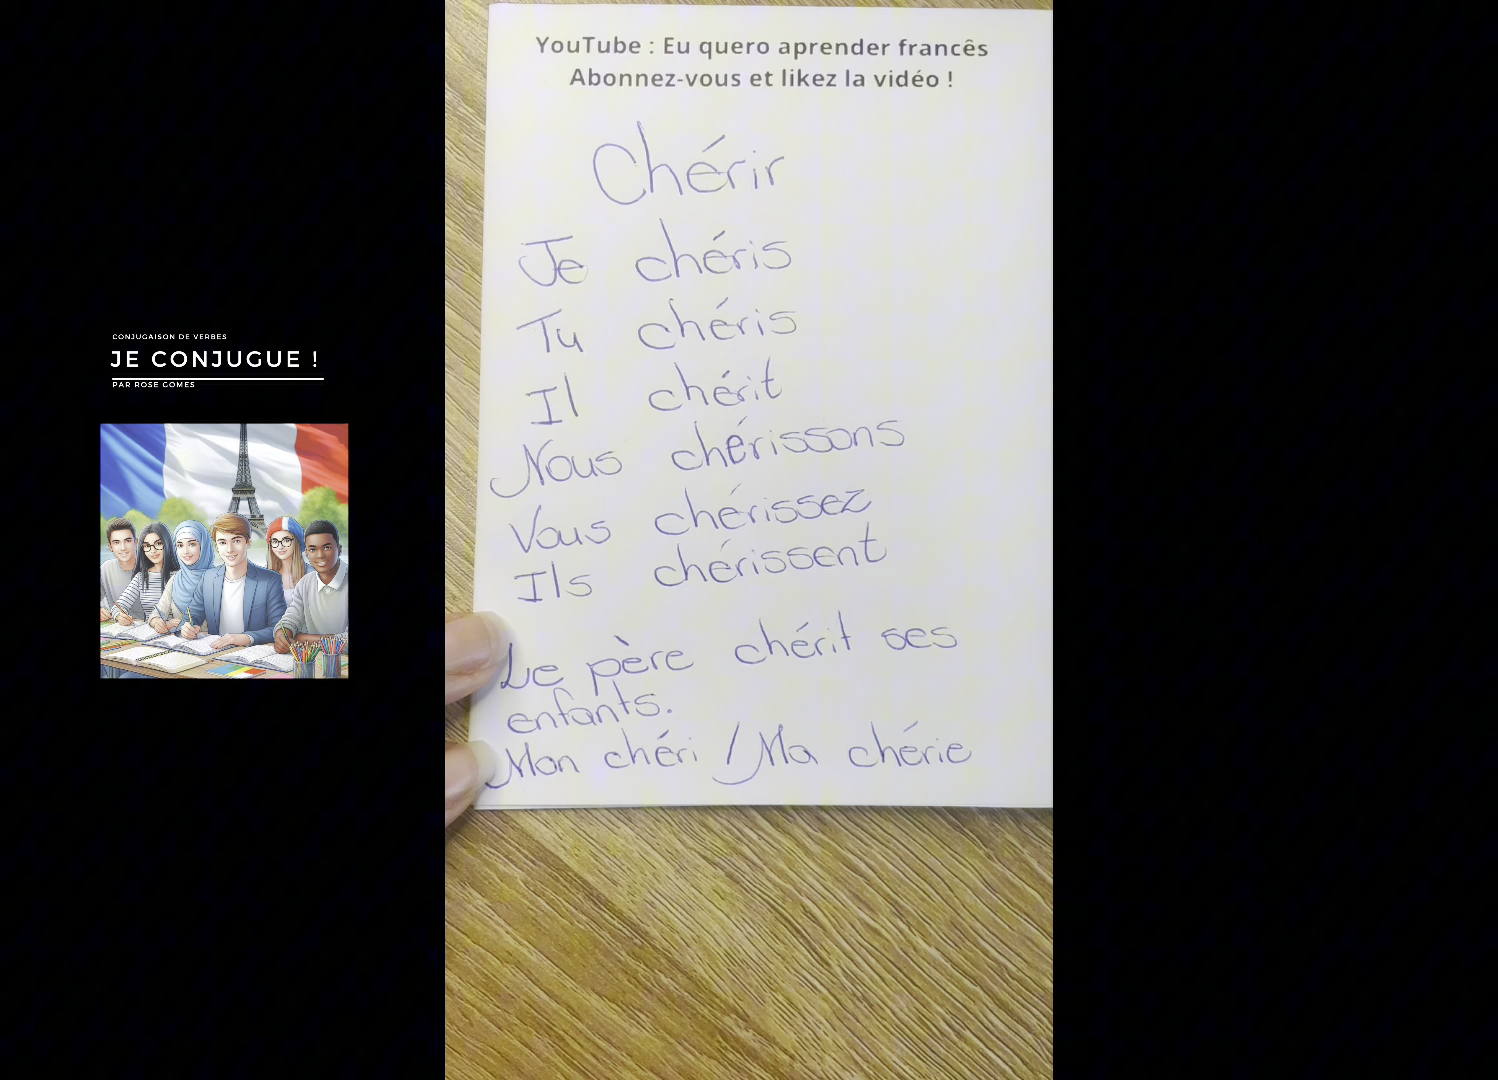 CONJUGAISON DE VERBES
JE CONJUGUE !
PAR ROSE GOMES
YouTube : Eu quero aprender francês
Abonnez-vous et likez la vidéo !
Chérir
Je chéris
Tu chéris
Il chérit
Nous chérissons
Vous chérissez
Ils chérissent
Le père chérit ses
enfants.
Mon chéri / Ma chérie